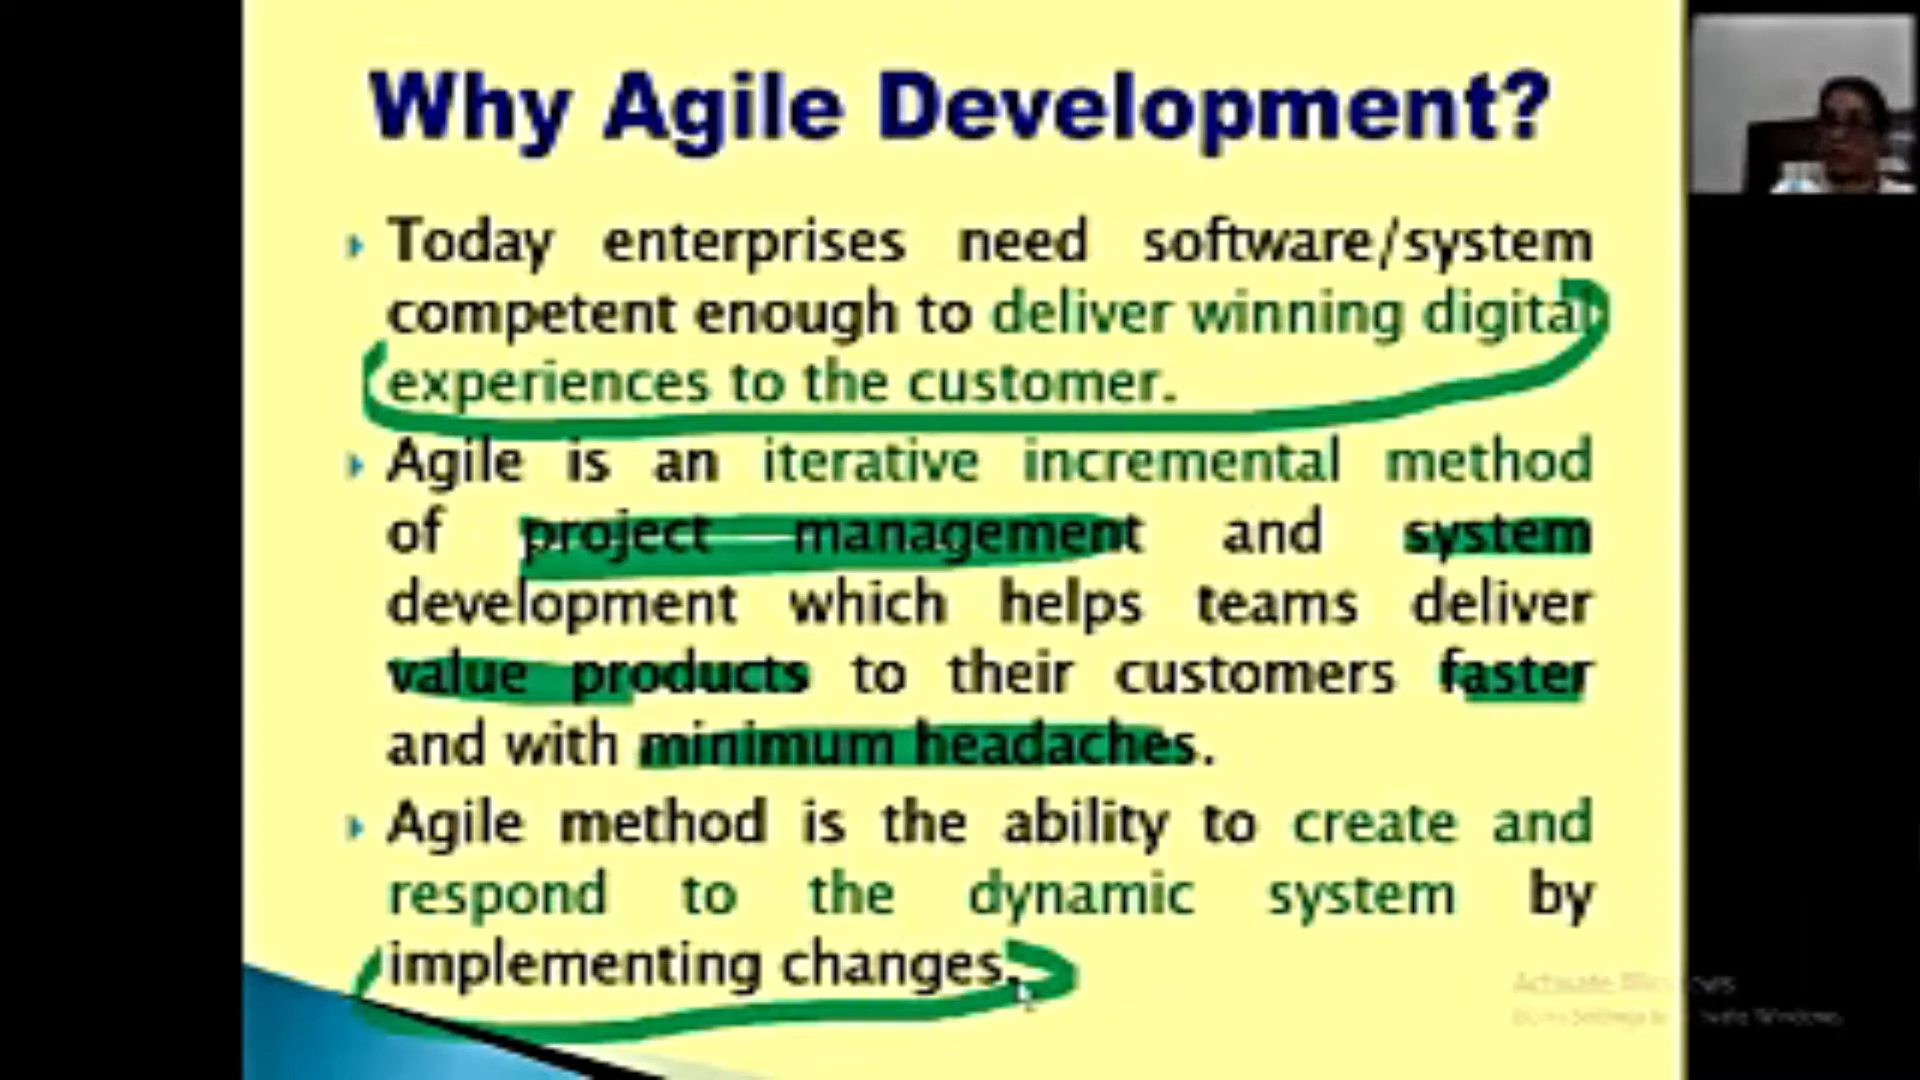 Why Agile Development?
Today enterprises need software/system
competent enough to deliver winning digital
experiences to the customer.
Agile is an iterative incremental method
of project management and system
development which helps teams deliver
value products to their customers faster
and with minimum headaches.
Agile method is the ability to create and
respond to the dynamic system by
implementing changes.
Activate Windows